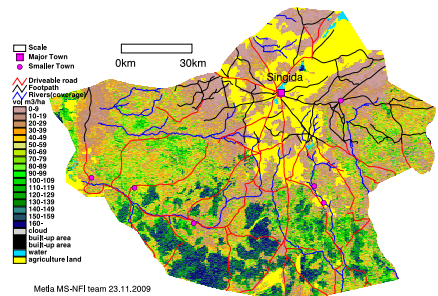 Scale
Major Town
Smaller Town
Driveable road
Footpath
Rivers(coverage)
vol m3/ha
0-9
10-19
20-29
30-39
40-49
50-59
60-69
70-79
80-89
90-99
100-109
110-119
120-129
130-139
140-149
150-159
160-
cloud
built-up area
built-up area
water
agriculture land
0km 30km
Singida
Metla MS-NFI team 23.11.2009